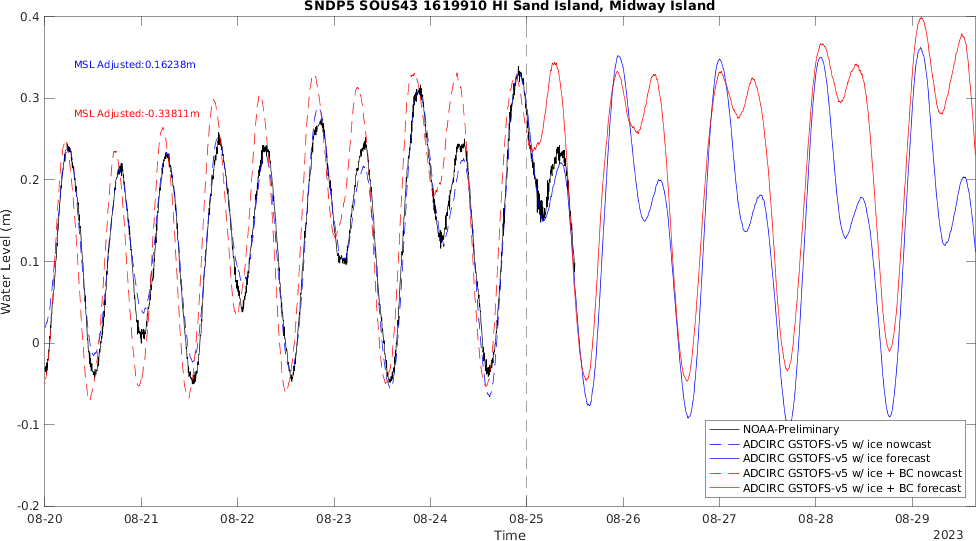 SNDP5 SOUS43 1619910 HI Sand Island, Midway Island
0.4
MSL Adjusted:0.16238m
0.3
MSL Adjusted:-0.33811m
0.2
Water Level (m)
0.1
0
-0.1
NOAA-Preliminary
ADCIRC GSTOFS-v5 w/ ice nowcast
ADCIRC GSTOFS-v5 w/ ice forecast
ADCIRC GSTOFS-v5 w/ ice + BC nowcast
ADCIRC GSTOFS-v5 w/ ice + BC forecast
-0.2
08-20 08-21 08-22 08-23 08-24 08-25 08-26 08-27 08-28 08-29
Time
2023